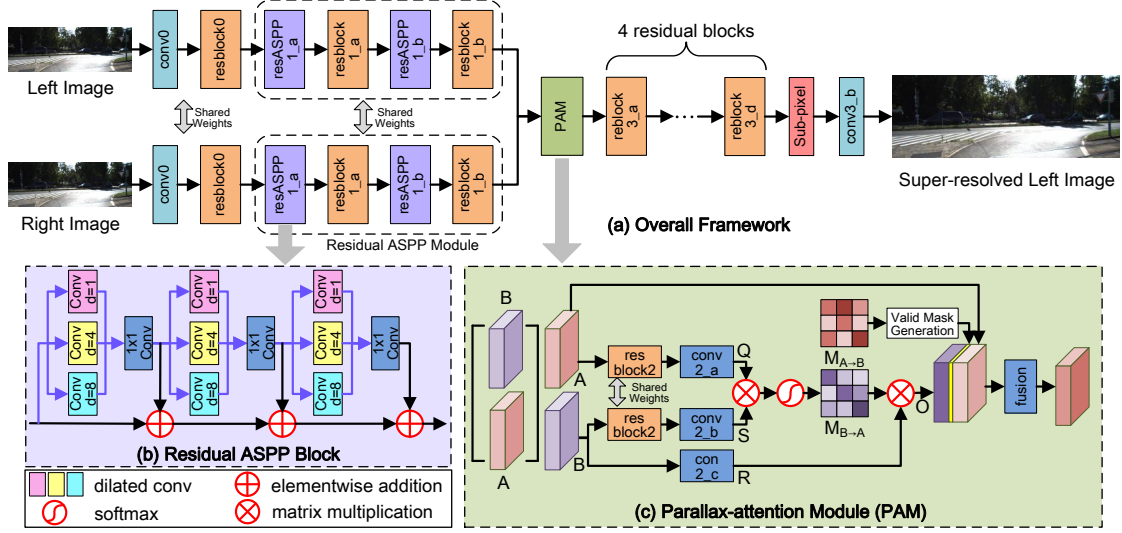 Left Image
conv0
resblock0
resASPP
1_a
resblock
1_a
resASPP
1_b
resblock
1_b
Shared
Weights
Shared
Weights
Right Image
conv0
resblock0
resASPP
1_a
resblock
1_a
resASPP
1_b
resblock
1_b
Residual ASPP Module
PAM
4 residual blocks
reblock
3_a
reblock
3_d
Sub-pixel
conv3_b
Super-resolved Left Image
(a) Overall Framework
Conv
d=1
Conv
d=4
Conv
d=8
1x1
Conv
Conv
d=1
Conv
d=4
Conv
d=8
1x1
Conv
Conv
d=1
Conv
d=4
Conv
d=8
1x1
Conv
(b) Residual ASPP Block
dilated conv
elementwise addition
softmax
matrix multiplication
B
A
A
B
res
block2
conv
2_a
Q
Shared
Weights
res
block2
conv
2_b
S
con
2_c
R
M_A→B
Valid Mask
Generation
M_B→A
O
fusion
(c) Parallax-attention Module (PAM)